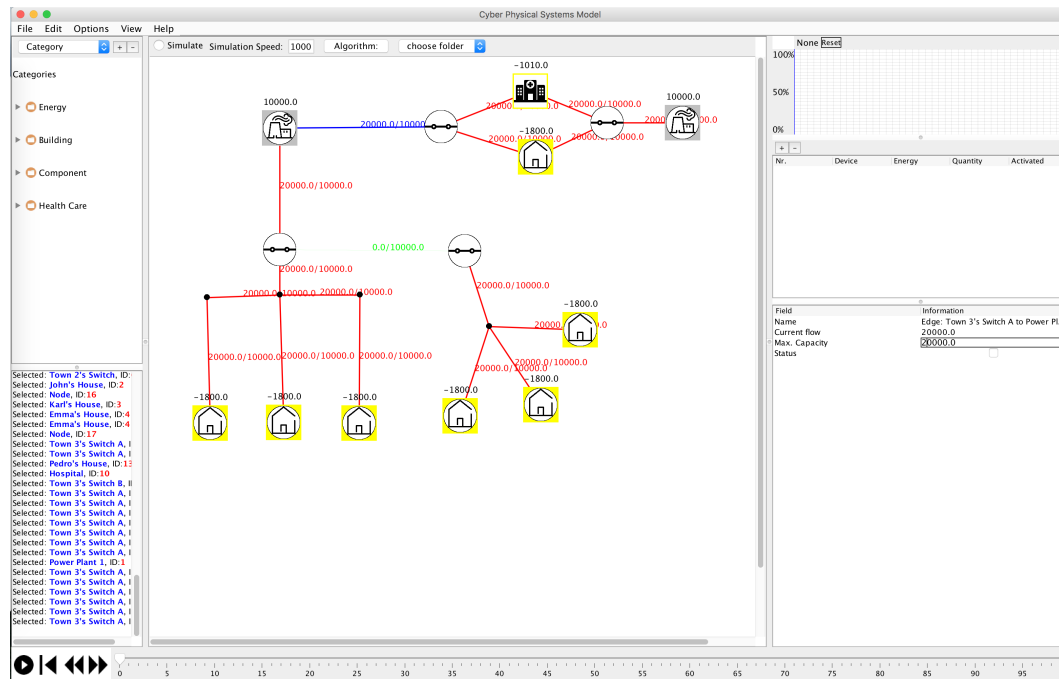 Cyber Physical Systems Model
File Edit Options View Help
Category + -
Simulate Simulation Speed: 1000 Algorithm: choose folder
None Reset
Categories
Energy
Building
Component
Health Care
100%
50%
0%
+ -
Nr. Device Energy Quantity Activated
Field Information
Name Edge: Town 3's Switch A to Power Pl
Current flow 20000.0
Max. Capacity 20000.0
Status
-1010.0
10000.0
10000.0
20000.0/10000
20000.0/10000.0
-1800.0
20000.0/10000.0
20000.0/10000.0
0.0/10000.0
20000.0/10000.0
20000.0/10000.0
20000.0/10000.0
20000.0/10000.0
-1800.0
20000.0/10000.0
20000.0/10000.0
20000.0/10000.0
20000.0/10000.0
20000.0/10000.0
-1800.0
-1800.0
-1800.0
-1800.0
-1800.0
Selected: Town 2's Switch, ID:
Selected: John's House, ID:2
Selected: Node, ID:16
Selected: Karl's House, ID:3
Selected: Emma's House, ID:4
Selected: Emma's House, ID:4
Selected: Node, ID:17
Selected: Town 3's Switch A, I
Selected: Town 3's Switch A, I
Selected: Pedro's House, ID:13
Selected: Hospital, ID:10
Selected: Town 3's Switch B, I
Selected: Town 3's Switch A, I
Selected: Town 3's Switch A, I
Selected: Town 3's Switch A, I
Selected: Town 3's Switch A, I
Selected: Town 3's Switch A, I
Selected: Town 3's Switch A, I
Selected: Town 3's Switch A, I
Selected: Power Plant 1, ID:1
Selected: Town 3's Switch A, I
Selected: Town 3's Switch A, I
Selected: Town 3's Switch A, I
Selected: Town 3's Switch A, I
Selected: Town 3's Switch A, I
Selected: Town 3's Switch A, I
0 5 10 15 20 25 30 35 40 45 50 55 60 65 70 75 80 85 90 95